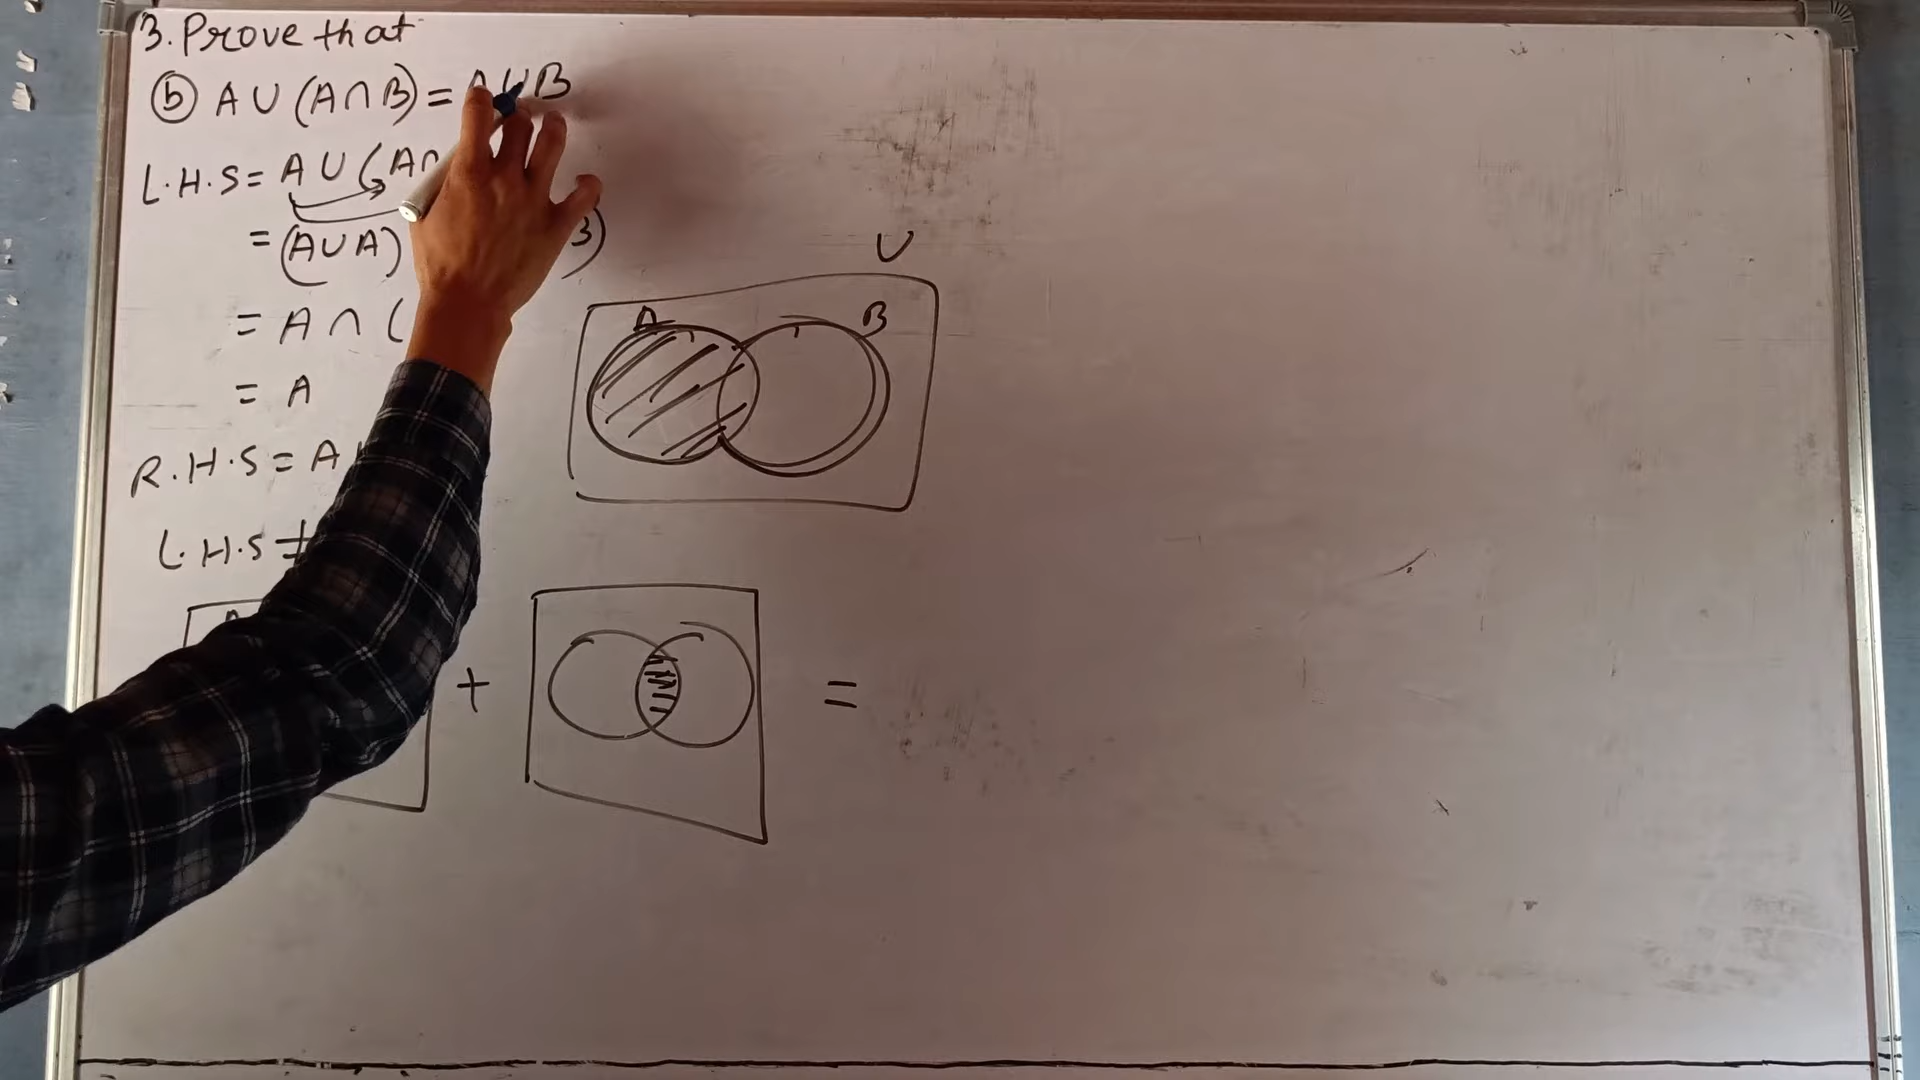 3. Prove that
(b) A ∪ (A ∩ B) = A ∪ B
L.H.S = A ∪ (A ∩
= (A ∪ A) B)
= A ∩ (
= A
R.H.S = A
L.H.S ≠
U
A B
A
+ =